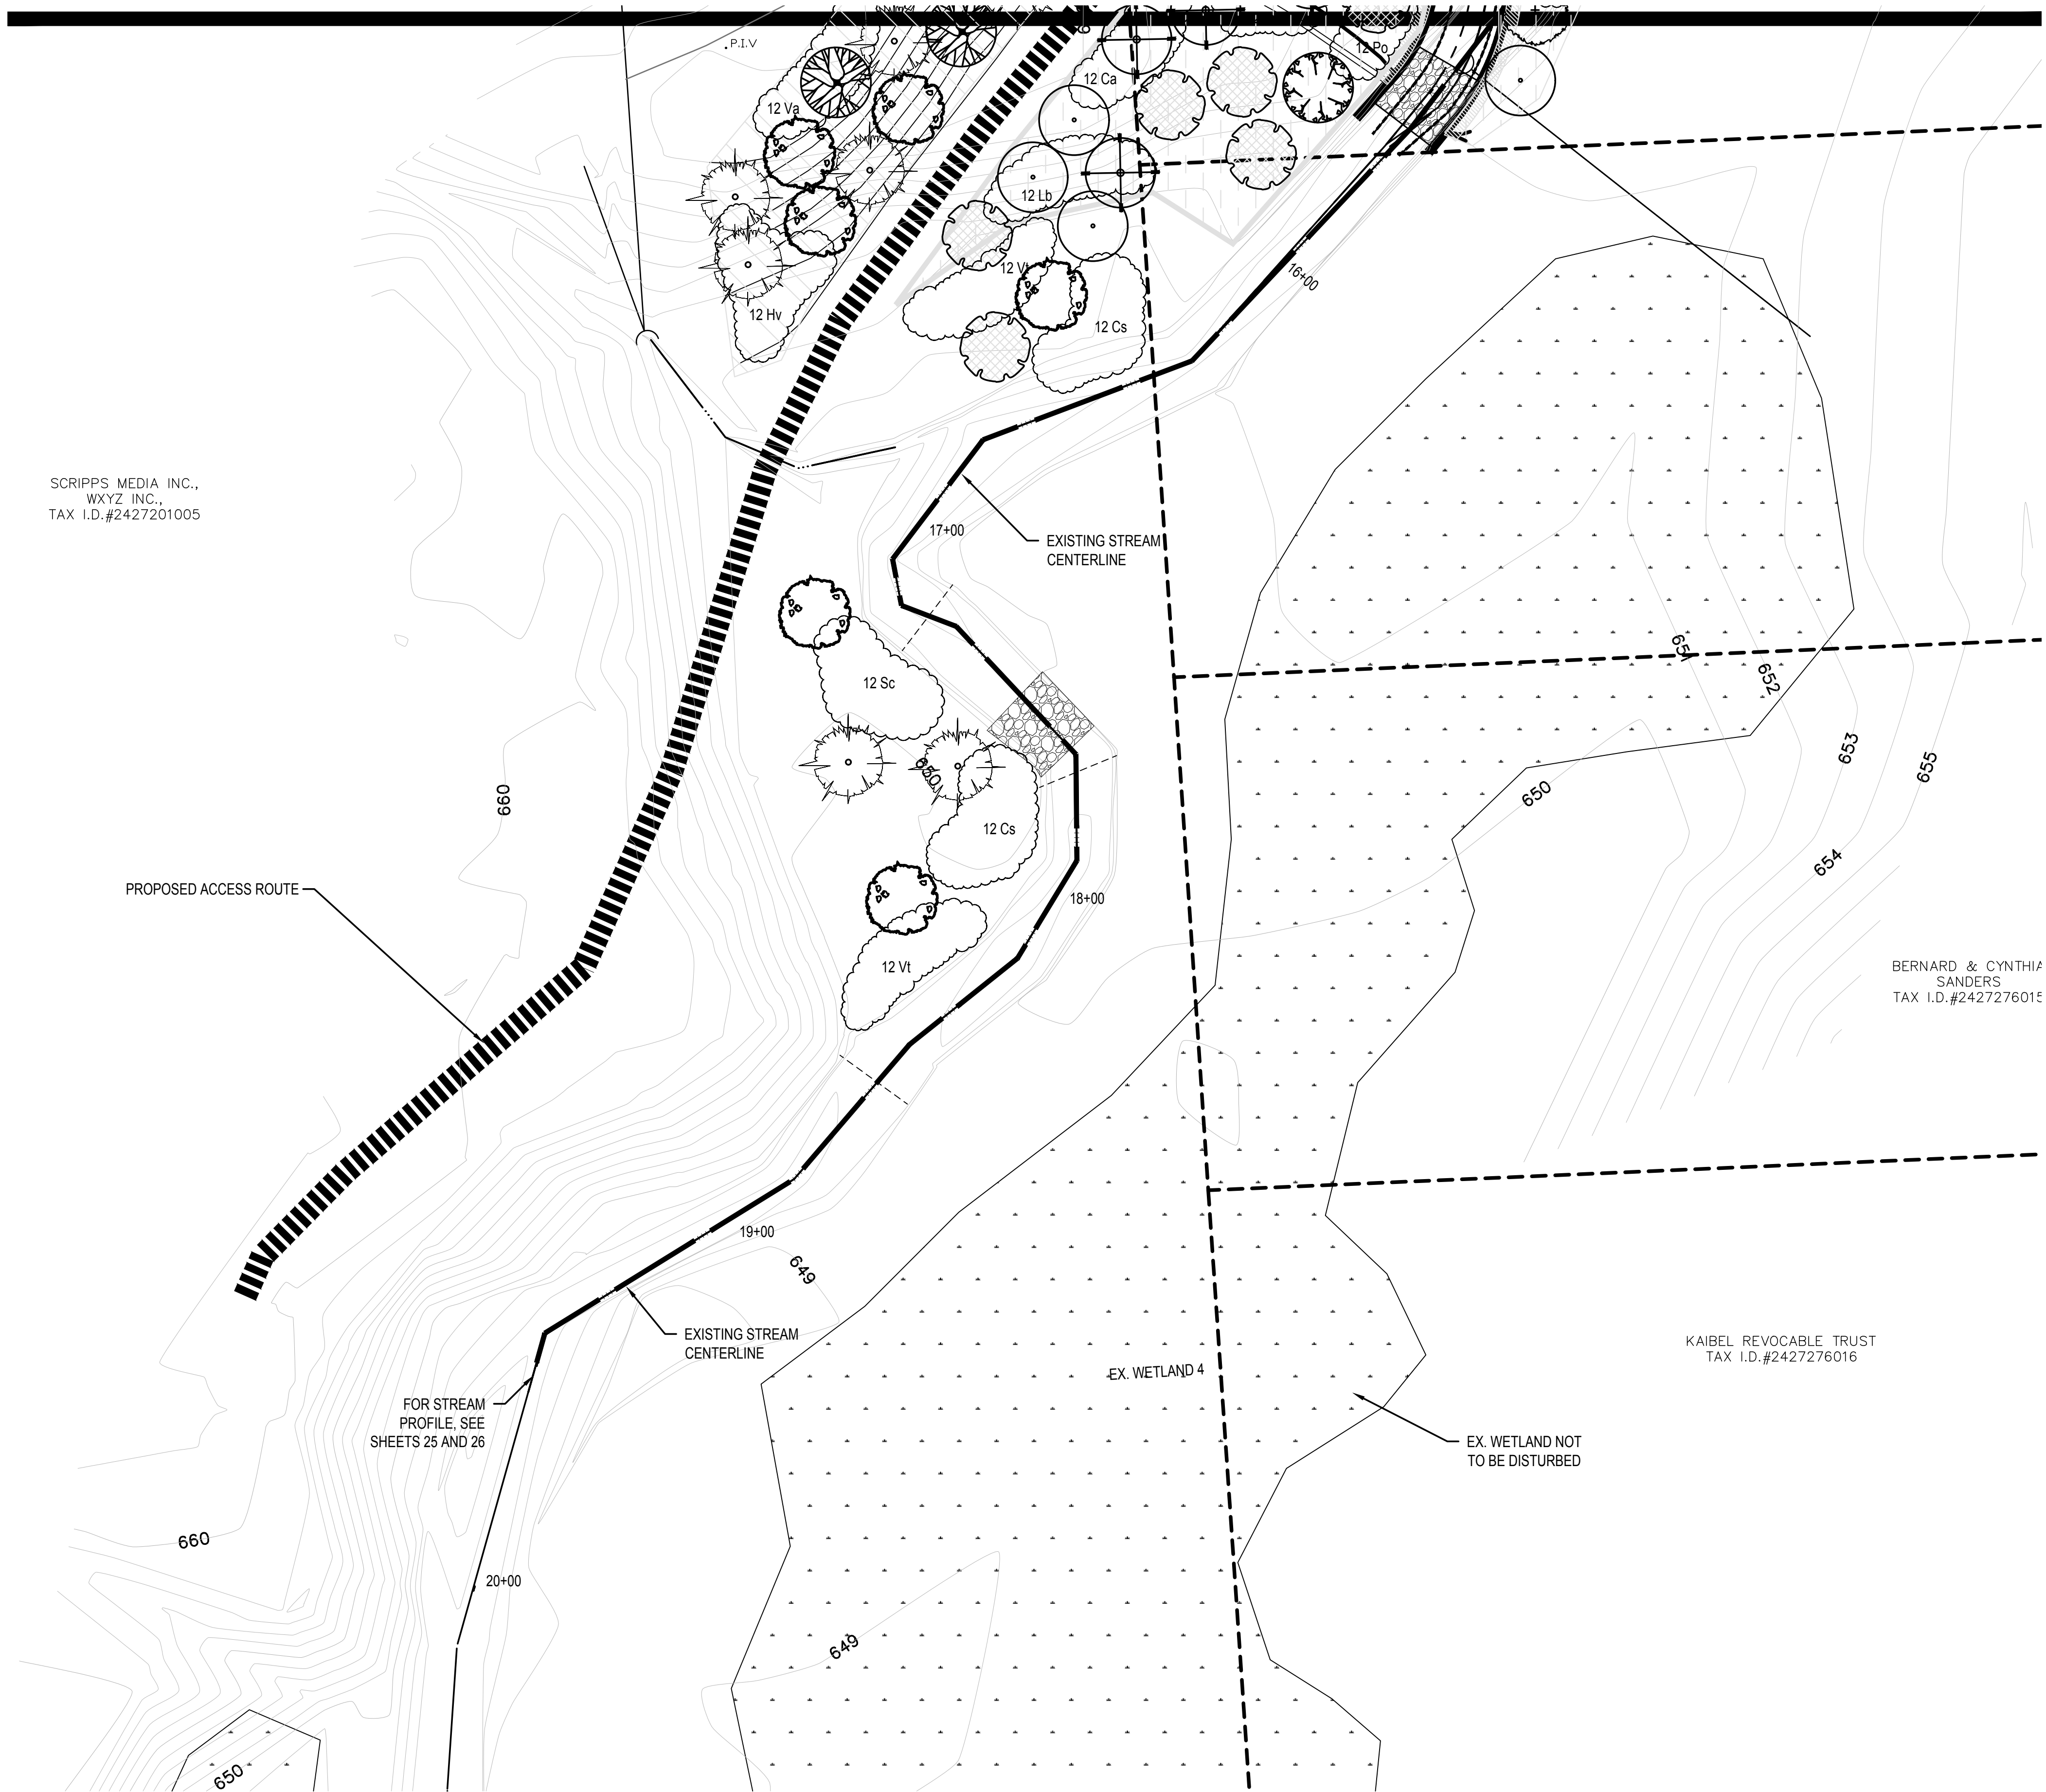 P.I.V
12 Po
12 Ca
12 Va
12 Lb
12 Vt
16+00
12 Hv
12 Cs
SCRIPPS MEDIA INC.,
WXYZ INC.,
TAX I.D.#2427201005
17+00
EXISTING STREAM
CENTERLINE
651
652
12 Sc
653
655
650
650
660
12 Cs
654
PROPOSED ACCESS ROUTE
18+00
12 Vt
BERNARD & CYNTHIA
SANDERS
TAX I.D.#2427276015
19+00
649
EXISTING STREAM
CENTERLINE
KAIBEL REVOCABLE TRUST
TAX I.D.#2427276016
EX. WETLAND 4
FOR STREAM
PROFILE, SEE
SHEETS 25 AND 26
EX. WETLAND NOT
TO BE DISTURBED
660
20+00
649
650